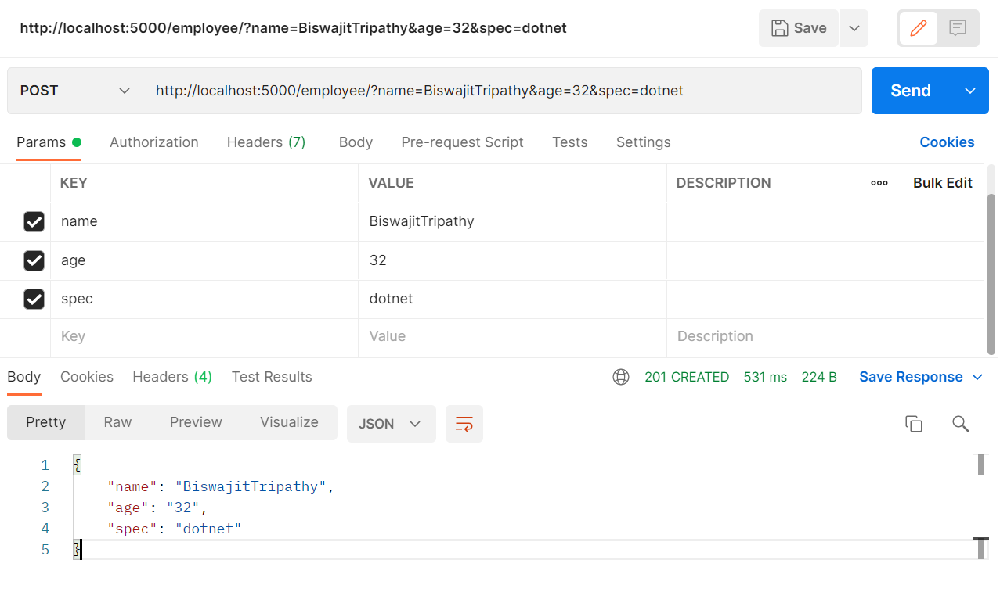 http://localhost:5000/employee/?name=BiswajitTripathy&age=32&spec=dotnet Save
POST http://localhost:5000/employee/?name=BiswajitTripathy&age=32&spec=dotnet Send
Params Authorization Headers (7) Body Pre-request Script Tests Settings Cookies
KEY VALUE DESCRIPTION Bulk Edit
name BiswajitTripathy
age 32
spec dotnet
Key Value Description
Body Cookies Headers (4) Test Results 201 CREATED 531 ms 224 B Save Response
Pretty Raw Preview Visualize JSON
1 {
2 "name": "BiswajitTripathy",
3 "age": "32",
4 "spec": "dotnet"
5 }